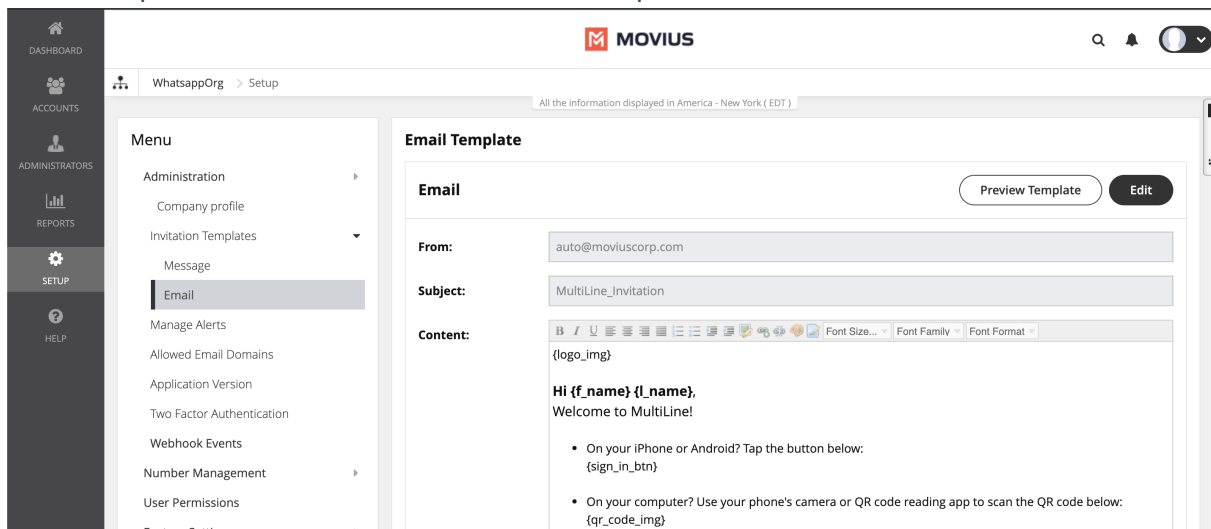 MOVIUS
DASHBOARD
ACCOUNTS
ADMINISTRATORS
REPORTS
SETUP
HELP
WhatsappOrg > Setup
All the information displayed in America - New York ( EDT )
Menu
Administration
Company profile
Invitation Templates
Message
Email
Manage Alerts
Allowed Email Domains
Application Version
Two Factor Authentication
Webhook Events
Number Management
User Permissions
Email Template
Email
Preview Template
Edit
From:
auto@moviuscorp.com
Subject:
MultiLine_Invitation
Content:
B I U Font Size... Font Family Font Format
{logo_img}
Hi {f_name} {l_name},
Welcome to MultiLine!
• On your iPhone or Android? Tap the button below:
{sign_in_btn}
• On your computer? Use your phone's camera or QR code reading app to scan the QR code below:
{qr_code_img}